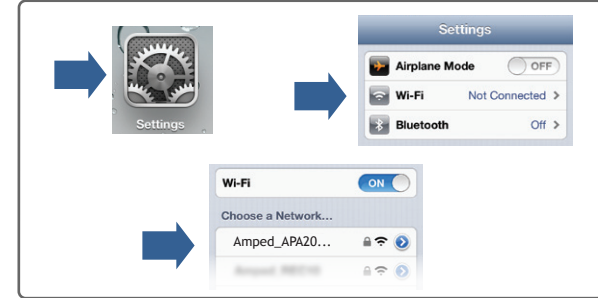 Settings
Settings
Airplane Mode OFF
Wi-Fi Not Connected
Bluetooth Off
Wi-Fi ON
Choose a Network...
Amped_APA20...